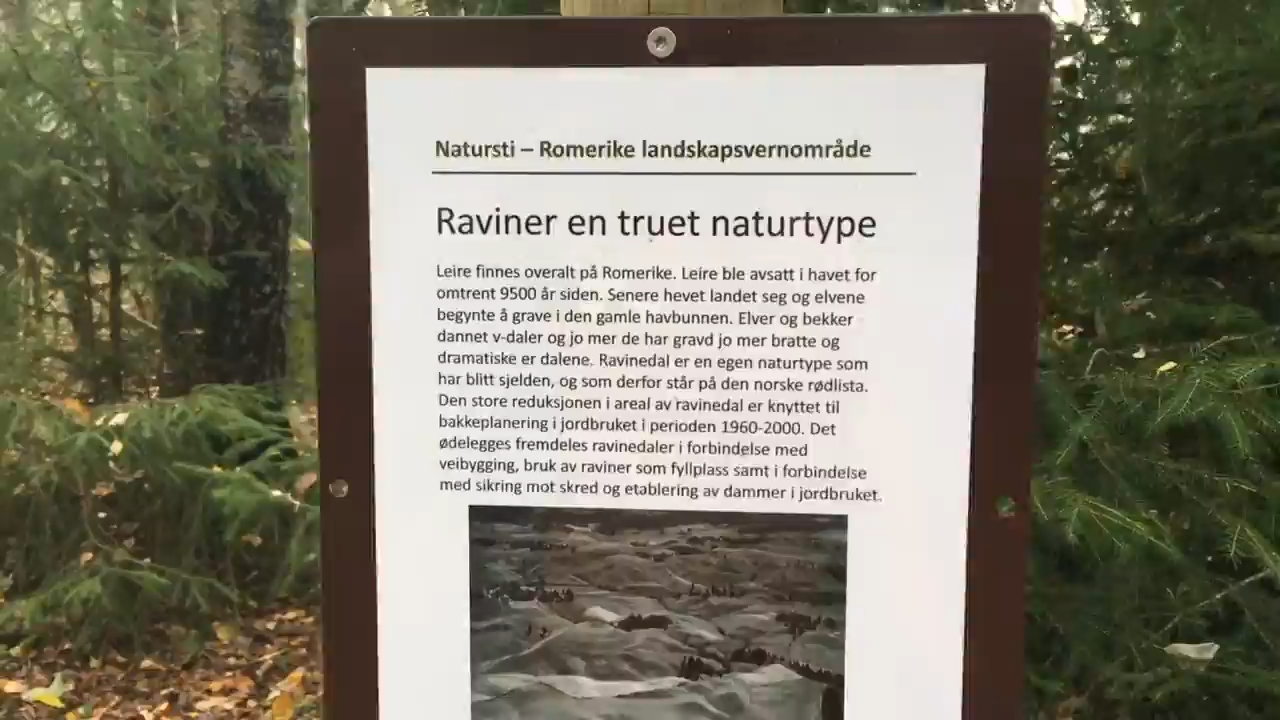 Natursti – Romerike landskapsvernområde
Raviner en truet naturtype
Leire finnes overalt på Romerike. Leire ble avsatt i havet for
omtrent 9500 år siden. Senere hevet landet seg og elvene
begynte å grave i den gamle havbunnen. Elver og bekker
dannet v-daler og jo mer de har gravd jo mer bratte og
dramatiske er dalene. Ravinedal er en egen naturtype som
har blitt sjelden, og som derfor står på den norske rødlista.
Den store reduksjonen i areal av ravinedal er knyttet til
bakkeplanering i jordbruket i perioden 1960-2000. Det
ødelegges fremdeles ravinedaler i forbindelse med
veibygging, bruk av raviner som fyllplass samt i forbindelse
med sikring mot skred og etablering av dammer i jordbruket.